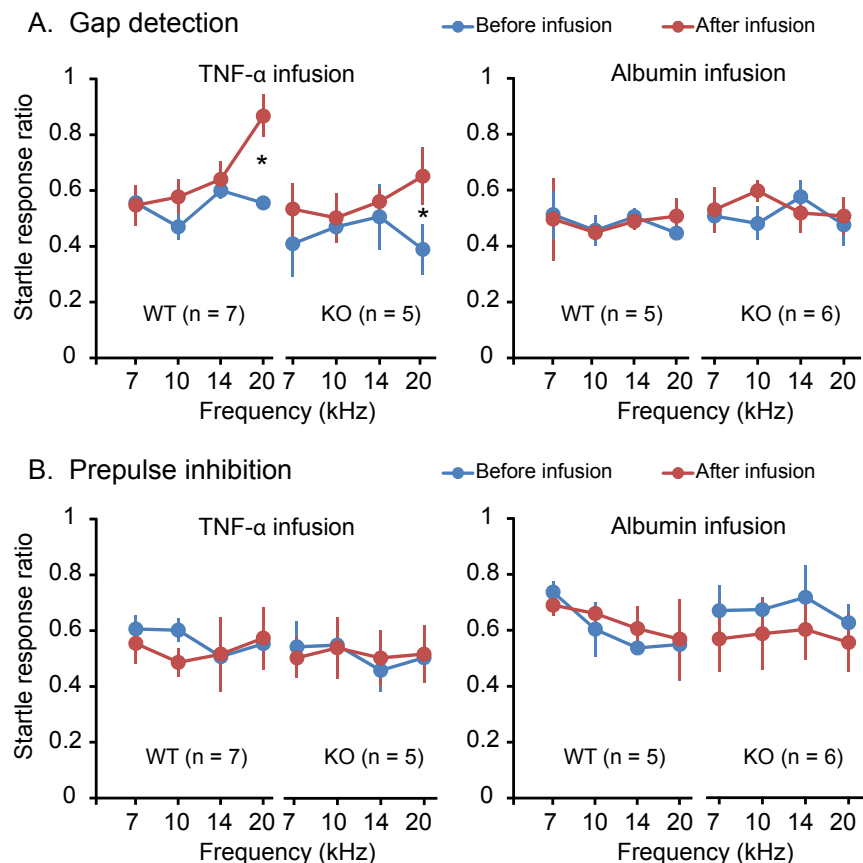 A. Gap detection
Before infusion After infusion
TNF-α infusion
Albumin infusion
Startle response ratio
1
0.8
0.6
0.4
0.2
0
*
*
WT (n = 7)
KO (n = 5)
WT (n = 5)
KO (n = 6)
7 10 14 20 7 10 14 20
7 10 14 20 7 10 14 20
Frequency (kHz)
Frequency (kHz)
B. Prepulse inhibition
Before infusion After infusion
TNF-α infusion
Albumin infusion
Startle response ratio
1
0.8
0.6
0.4
0.2
0
WT (n = 7)
KO (n = 5)
WT (n = 5)
KO (n = 6)
7 10 14 20 7 10 14 20
7 10 14 20 7 10 14 20
Frequency (kHz)
Frequency (kHz)